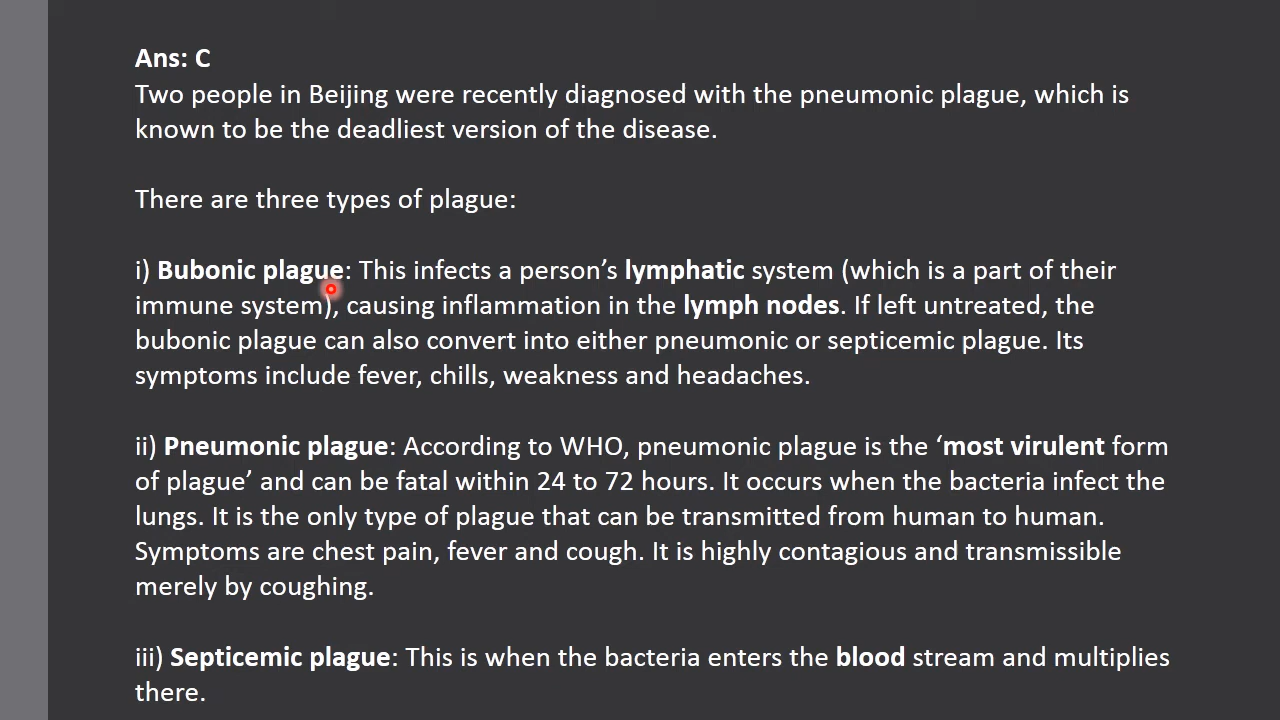 Ans: C
Two people in Beijing were recently diagnosed with the pneumonic plague, which is
known to be the deadliest version of the disease.
There are three types of plague:
i) Bubonic plague: This infects a person’s lymphatic system (which is a part of their
immune system), causing inflammation in the lymph nodes. If left untreated, the
bubonic plague can also convert into either pneumonic or septicemic plague. Its
symptoms include fever, chills, weakness and headaches.
ii) Pneumonic plague: According to WHO, pneumonic plague is the ‘most virulent form
of plague’ and can be fatal within 24 to 72 hours. It occurs when the bacteria infect the
lungs. It is the only type of plague that can be transmitted from human to human.
Symptoms are chest pain, fever and cough. It is highly contagious and transmissible
merely by coughing.
iii) Septicemic plague: This is when the bacteria enters the blood stream and multiplies
there.